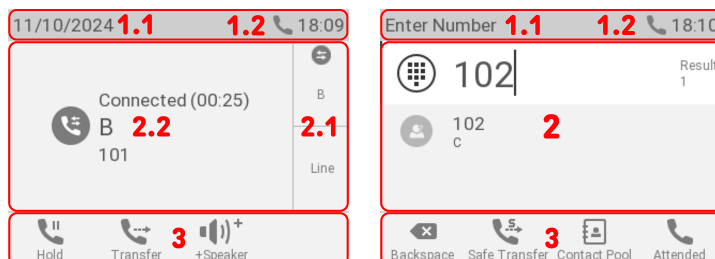 11/10/2024 1.1 1.2 18:09
B
Connected (00:25)
B 2.2 2.1
101
Line
3
Hold Transfer +Speaker
Enter Number 1.1 1.2 18:10
102 Result
1
102
C 2
S
3
Backspace Safe Transfer Contact Pool Attended